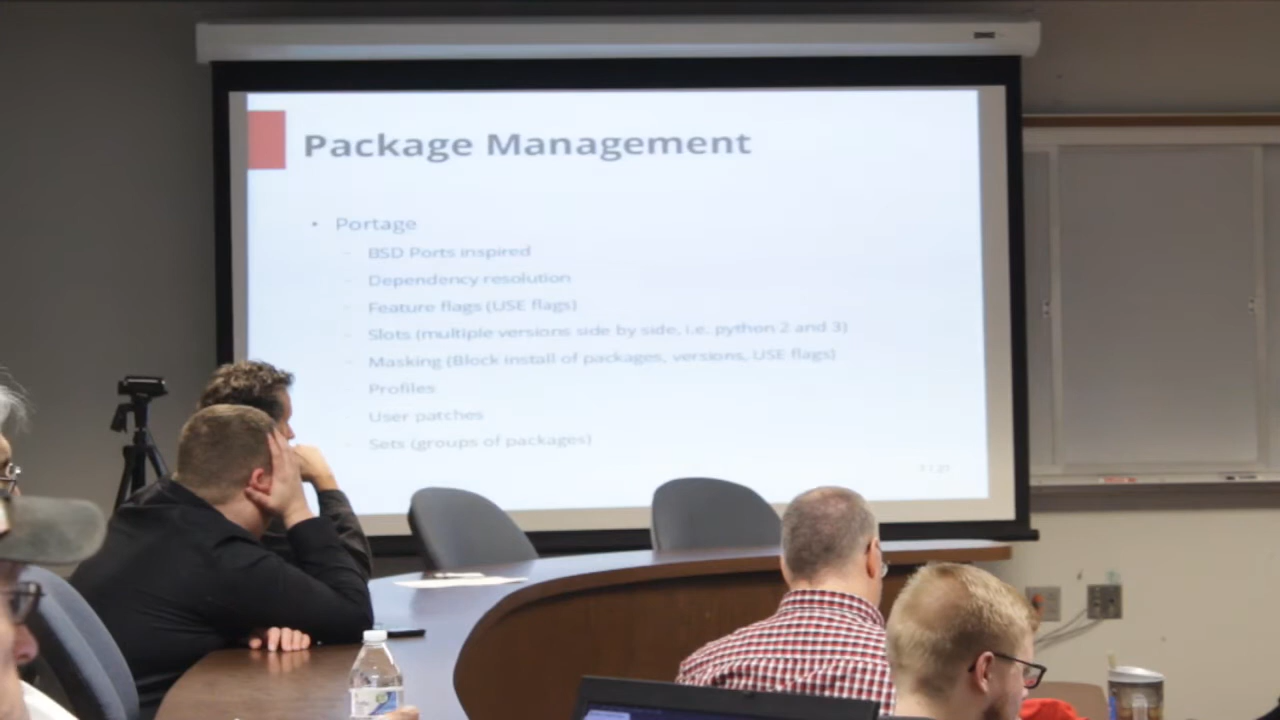 Package Management
• Portage
– BSD Ports inspired
– Dependency resolution
– Feature flags (USE flags)
– Slots (multiple versions side by side, i.e. python 2 and 3)
– Masking (Block install of packages, versions, USE flags)
– Profiles
– User patches
– Sets (groups of packages)